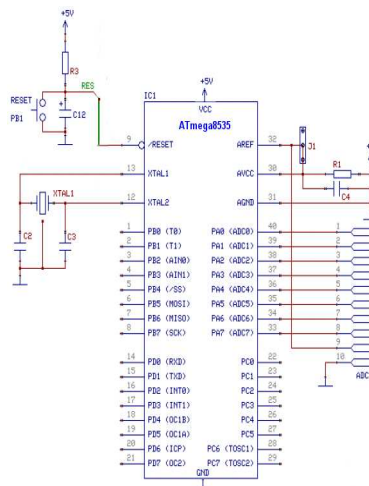 +5V
R3
RES
RESET
PB1
C12
+5V
IC1
VCC
ATmega8535
9 /RESET AREF 32
J1
13 XTAL1 AVCC 30
R1
C4
12 XTAL2 AGND 31
XTAL1
C2
C3
1 PB0 (T0) PA0 (ADC0) 40 1
2 PB1 (T1) PA1 (ADC1) 39 2
3 PB2 (AIN0) PA2 (ADC2) 38 3
4 PB3 (AIN1) PA3 (ADC3) 37 4
5 PB4 (/SS) PA4 (ADC4) 36 5
6 PB5 (MOSI) PA5 (ADC5) 35 6
7 PB6 (MISO) PA6 (ADC6) 34 7
8 PB7 (SCK) PA7 (ADC7) 33 8
9
10
ADC
14 PD0 (RXD) PC0 22
15 PD1 (TXD) PC1 23
16 PD2 (INT0) PC2 24
17 PD3 (INT1) PC3 25
18 PD4 (OC1B) PC4 26
19 PD5 (OC1A) PC5 27
20 PD6 (ICP) PC6 (TOSC1) 28
21 PD7 (OC2) PC7 (TOSC2) 29
GND